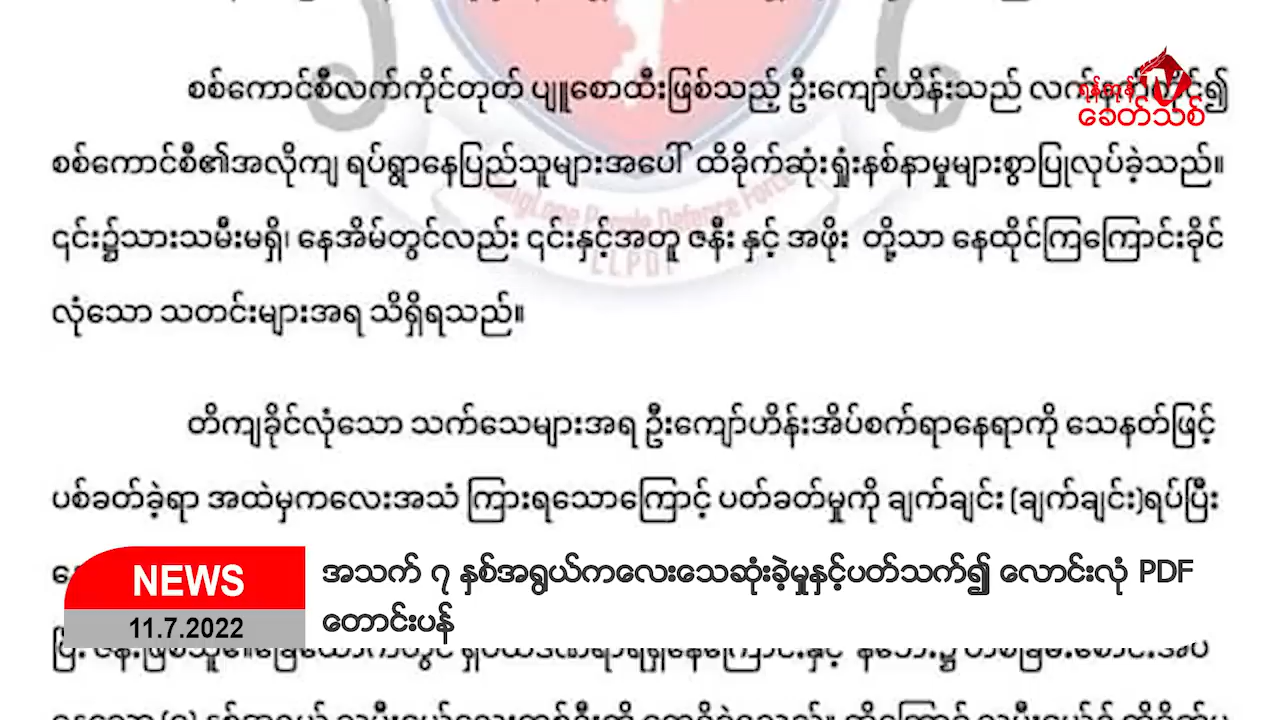 စစ်ကောင်စီလက်ကိုင်တုတ် ပျူစောထီးဖြစ်သည့် ဦးကျော်ဟိန်းသည်
ရန်ကုန်
ခေတ်သစ်
စစ်ကောင်စီ၏အလိုကျ ရပ်ရွာနေပြည်သူများအပေါ် ထိခိုက်ဆုံးရှုံးနစ်နာမှုများစွာပြုလုပ်ခဲ့သည်။
People Defence Force
LLPDF
၎င်း၌သားသမီးမရှိ၊ နေအိမ်တွင်လည်း ၎င်းနှင့်အတူ ဇနီး နှင့် အဖိုး တို့သာ နေထိုင်ကြကြောင်းခိုင်
လုံသော သတင်းများအရ သိရှိရသည်။
တိကျခိုင်လုံသော သက်သေများအရ ဦးကျော်ဟိန်းအိပ်စက်ရာနေရာကို သေနတ်ဖြင့်
ပစ်ခတ်ခဲ့ရာ အထဲမှကလေးအသံ ကြားရသောကြောင့် ပတ်ခတ်မှုကို ချက်ချင်း (ချက်ချင်း)ရပ်ပြီး
NEWS
11.7.2022
အသက် ၇ နှစ်အရွယ်ကလေးသေဆုံးခဲ့မှုနှင့်ပတ်သက်၍ လောင်းလုံ PDF
တောင်းပန်